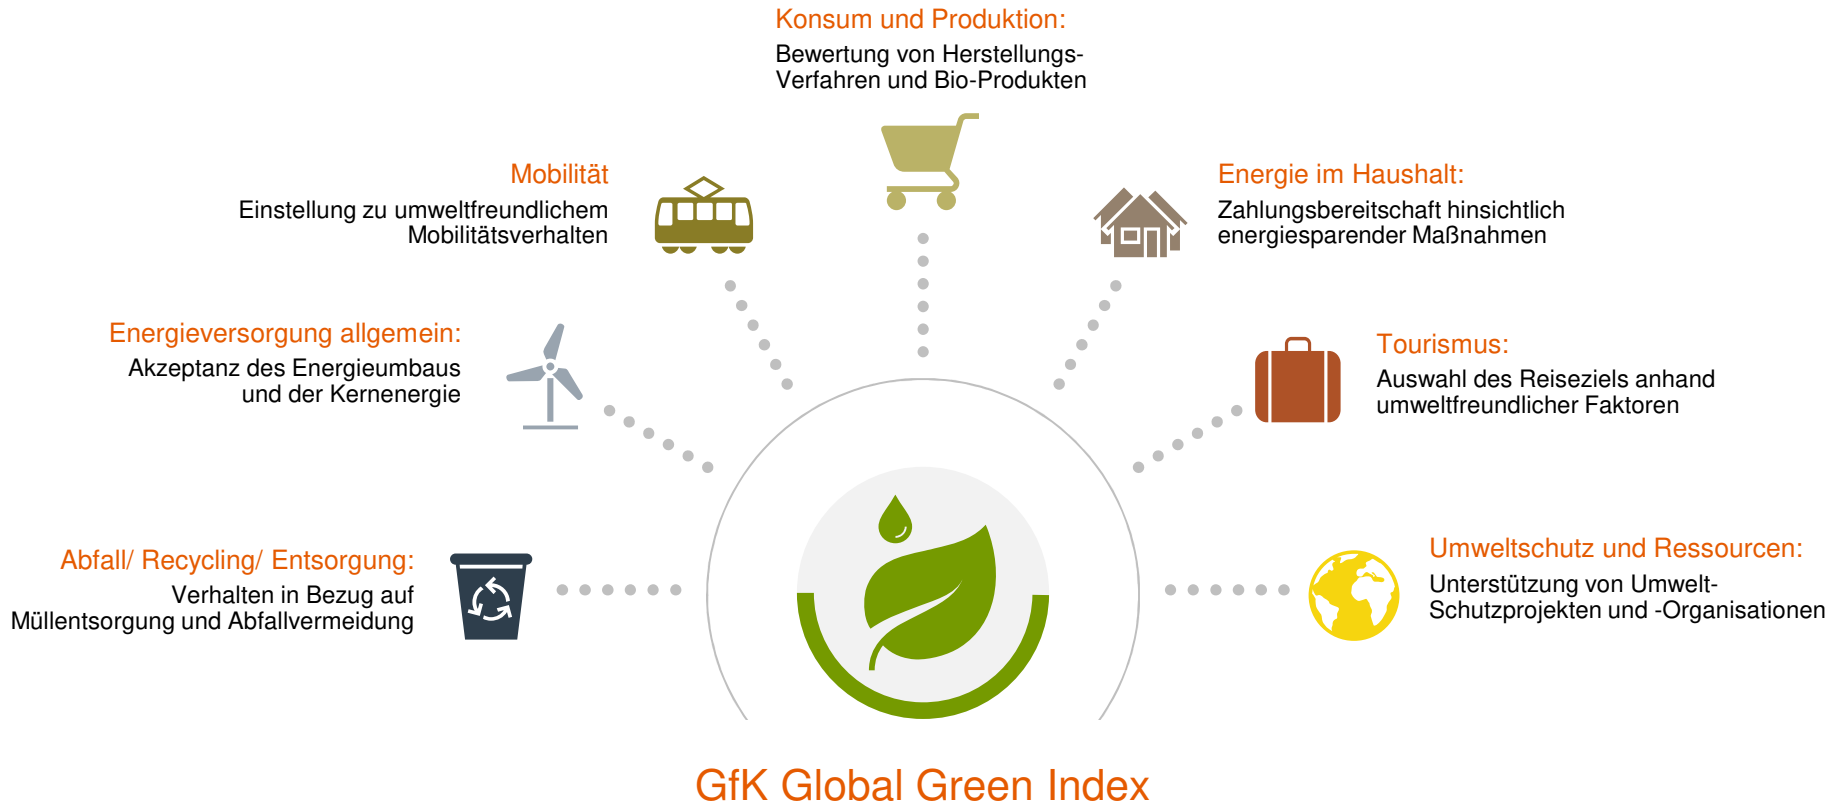 Konsum und Produktion:
Bewertung von Herstellungs-
Verfahren und Bio-Produkten
Mobilität
Einstellung zu umweltfreundlichem
Mobilitätsverhalten
Energie im Haushalt:
Zahlungsbereitschaft hinsichtlich
energiesparender Maßnahmen
Energieversorgung allgemein:
Akzeptanz des Energieumbaus
und der Kernenergie
Tourismus:
Auswahl des Reiseziels anhand
umweltfreundlicher Faktoren
Abfall/ Recycling/ Entsorgung:
Verhalten in Bezug auf
Müllentsorgung und Abfallvermeidung
Umweltschutz und Ressourcen:
Unterstützung von Umwelt-
Schutzprojekten und -Organisationen
GfK Global Green Index